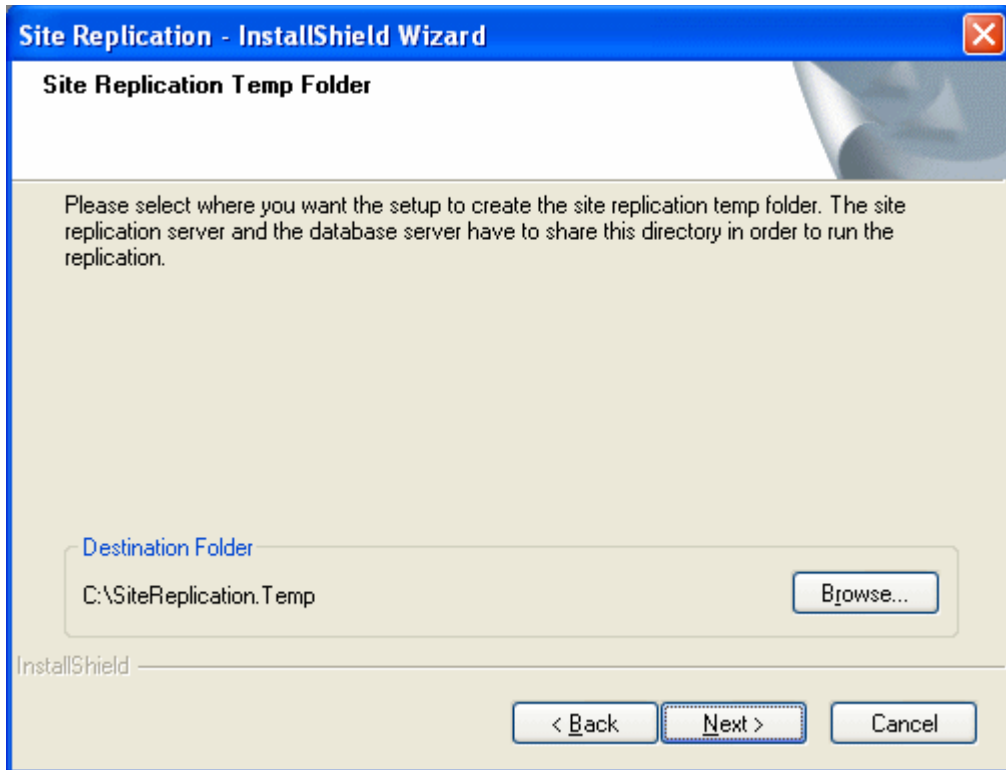 Site Replication - InstallShield Wizard
Site Replication Temp Folder
Please select where you want the setup to create the site replication temp folder. The site
replication server and the database server have to share this directory in order to run the
replication.
Destination Folder
C:\SiteReplication.Temp
Browse...
InstallShield
< Back
Next >
Cancel